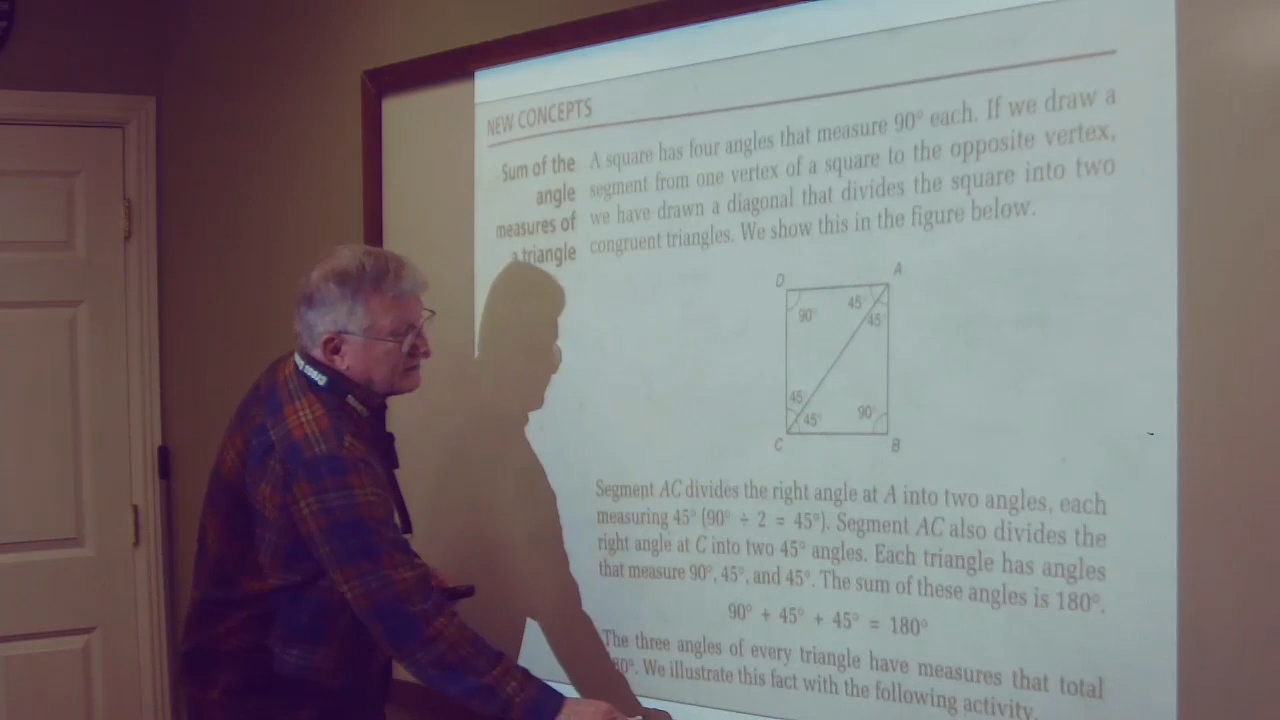 NEW CONCEPTS
Sum of the
angle
measures of
a triangle
A square has four angles that measure 90° each. If we draw a
segment from one vertex of a square to the opposite vertex,
we have drawn a diagonal that divides the square into two
congruent triangles. We show this in the figure below.
D
A
90°
45°
45°
45°
45°
90°
C
B
Segment AC divides the right angle at A into two angles, each
measuring 45° (90° ÷ 2 = 45°). Segment AC also divides the
right angle at C into two 45° angles. Each triangle has angles
that measure 90°, 45°, and 45°. The sum of these angles is 180°.
90° + 45° + 45° = 180°
The three angles of every triangle have measures that total
80°. We illustrate this fact with the following activity.